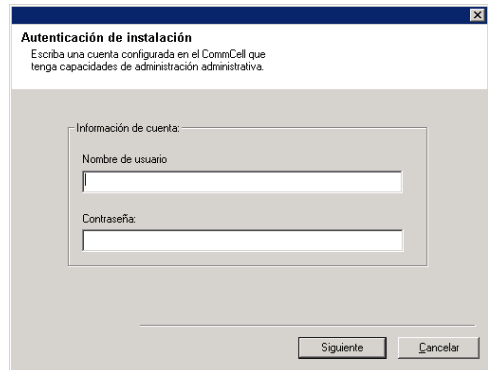 Autenticación de instalación
Escriba una cuenta configurada en el CommCell que
tenga capacidades de administración administrativa.
Información de cuenta:
Nombre de usuario
Contraseña:
Siguiente
Cancelar